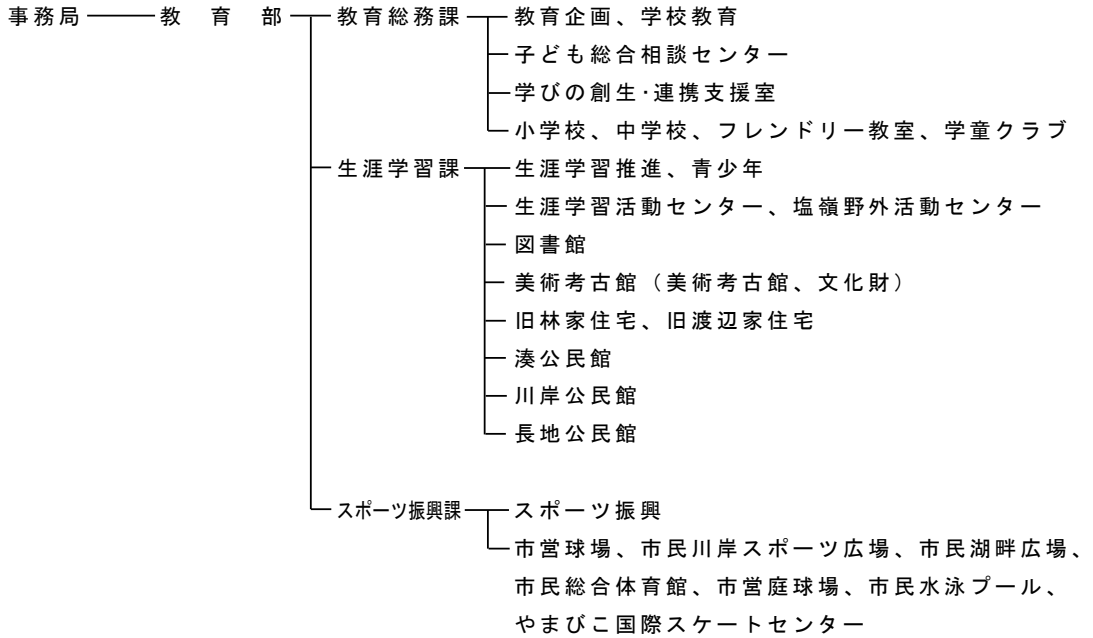 事務局 教育部 教育総務課 教育企画、学校教育
子ども総合相談センター
学びの創生・連携支援室
小学校、中学校、フレンドリー教室、学童クラブ
生涯学習課 生涯学習推進、青少年
生涯学習活動センター、塩嶺野外活動センター
図書館
美術考古館（美術考古館、文化財）
旧林家住宅、旧渡辺家住宅
湊公民館
川岸公民館
長地公民館
スポーツ振興課 スポーツ振興
市営球場、市民川岸スポーツ広場、市民湖畔広場、
市民総合体育館、市営庭球場、市民水泳プール、
やまびこ国際スケートセンター